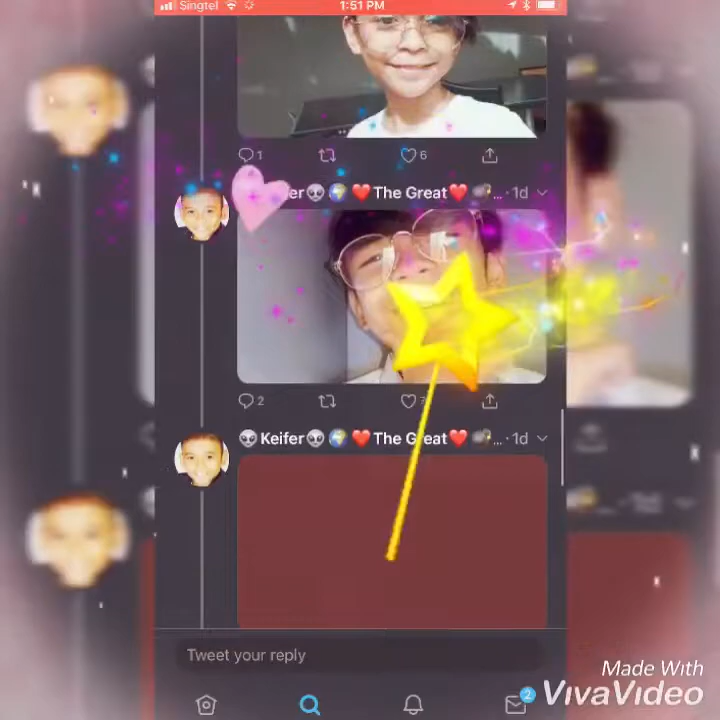 Singtel 1:51 PM
1 6
er👽🌍❤️The Great❤️ ... · 1d
2
👽Keifer👽🌍❤️The Great❤️ ... · 1d
Tweet your reply
2
Made With
VivaVideo